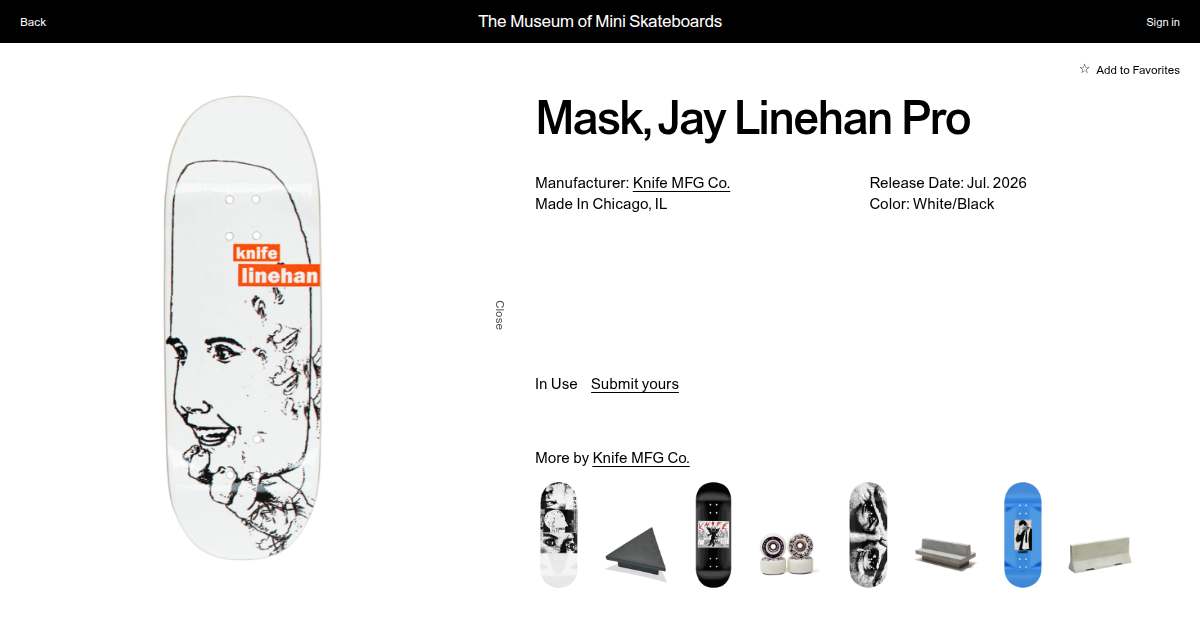 Back
The Museum of Mini Skateboards
Sign in
☆ Add to Favorites
Mask, Jay Linehan Pro
Manufacturer: Knife MFG Co.
Made In Chicago, IL
Release Date: Jul. 2026
Color: White/Black
knife
linehan
Close
In Use Submit yours
More by Knife MFG Co.
KNIFE